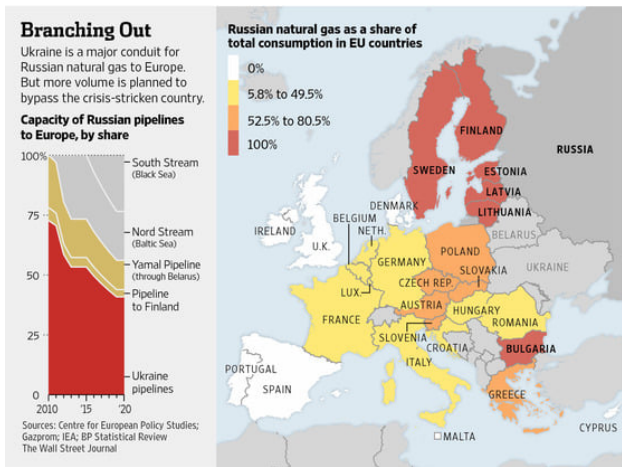 Branching Out
Ukraine is a major conduit for
Russian natural gas to Europe.
But more volume is planned to
bypass the crisis-stricken country.
Capacity of Russian pipelines
to Europe, by share
100%
75
50
25
0
2010
'15
'20
South Stream
(Black Sea)
Nord Stream
(Baltic Sea)
Yamal Pipeline
(through Belarus)
Pipeline
to Finland
Ukraine
pipelines
Sources: Centre for European Policy Studies;
Gazprom; IEA; BP Statistical Review
The Wall Street Journal
Russian natural gas as a share of
total consumption in EU countries
0%
5.8% to 49.5%
52.5% to 80.5%
100%
FINLAND
RUSSIA
SWEDEN
ESTONIA
LATVIA
LITHUANIA
DENMARK
BELGIUM
NETH.
IRELAND
U.K.
BELARUS
POLAND
GERMANY
UKRAINE
SLOVAKIA
CZECH REP.
LUX.
AUSTRIA
HUNGARY
FRANCE
ROMANIA
SLOVENIA
CROATIA
BULGARIA
ITALY
PORTUGAL
SPAIN
GREECE
MALTA
CYPRUS